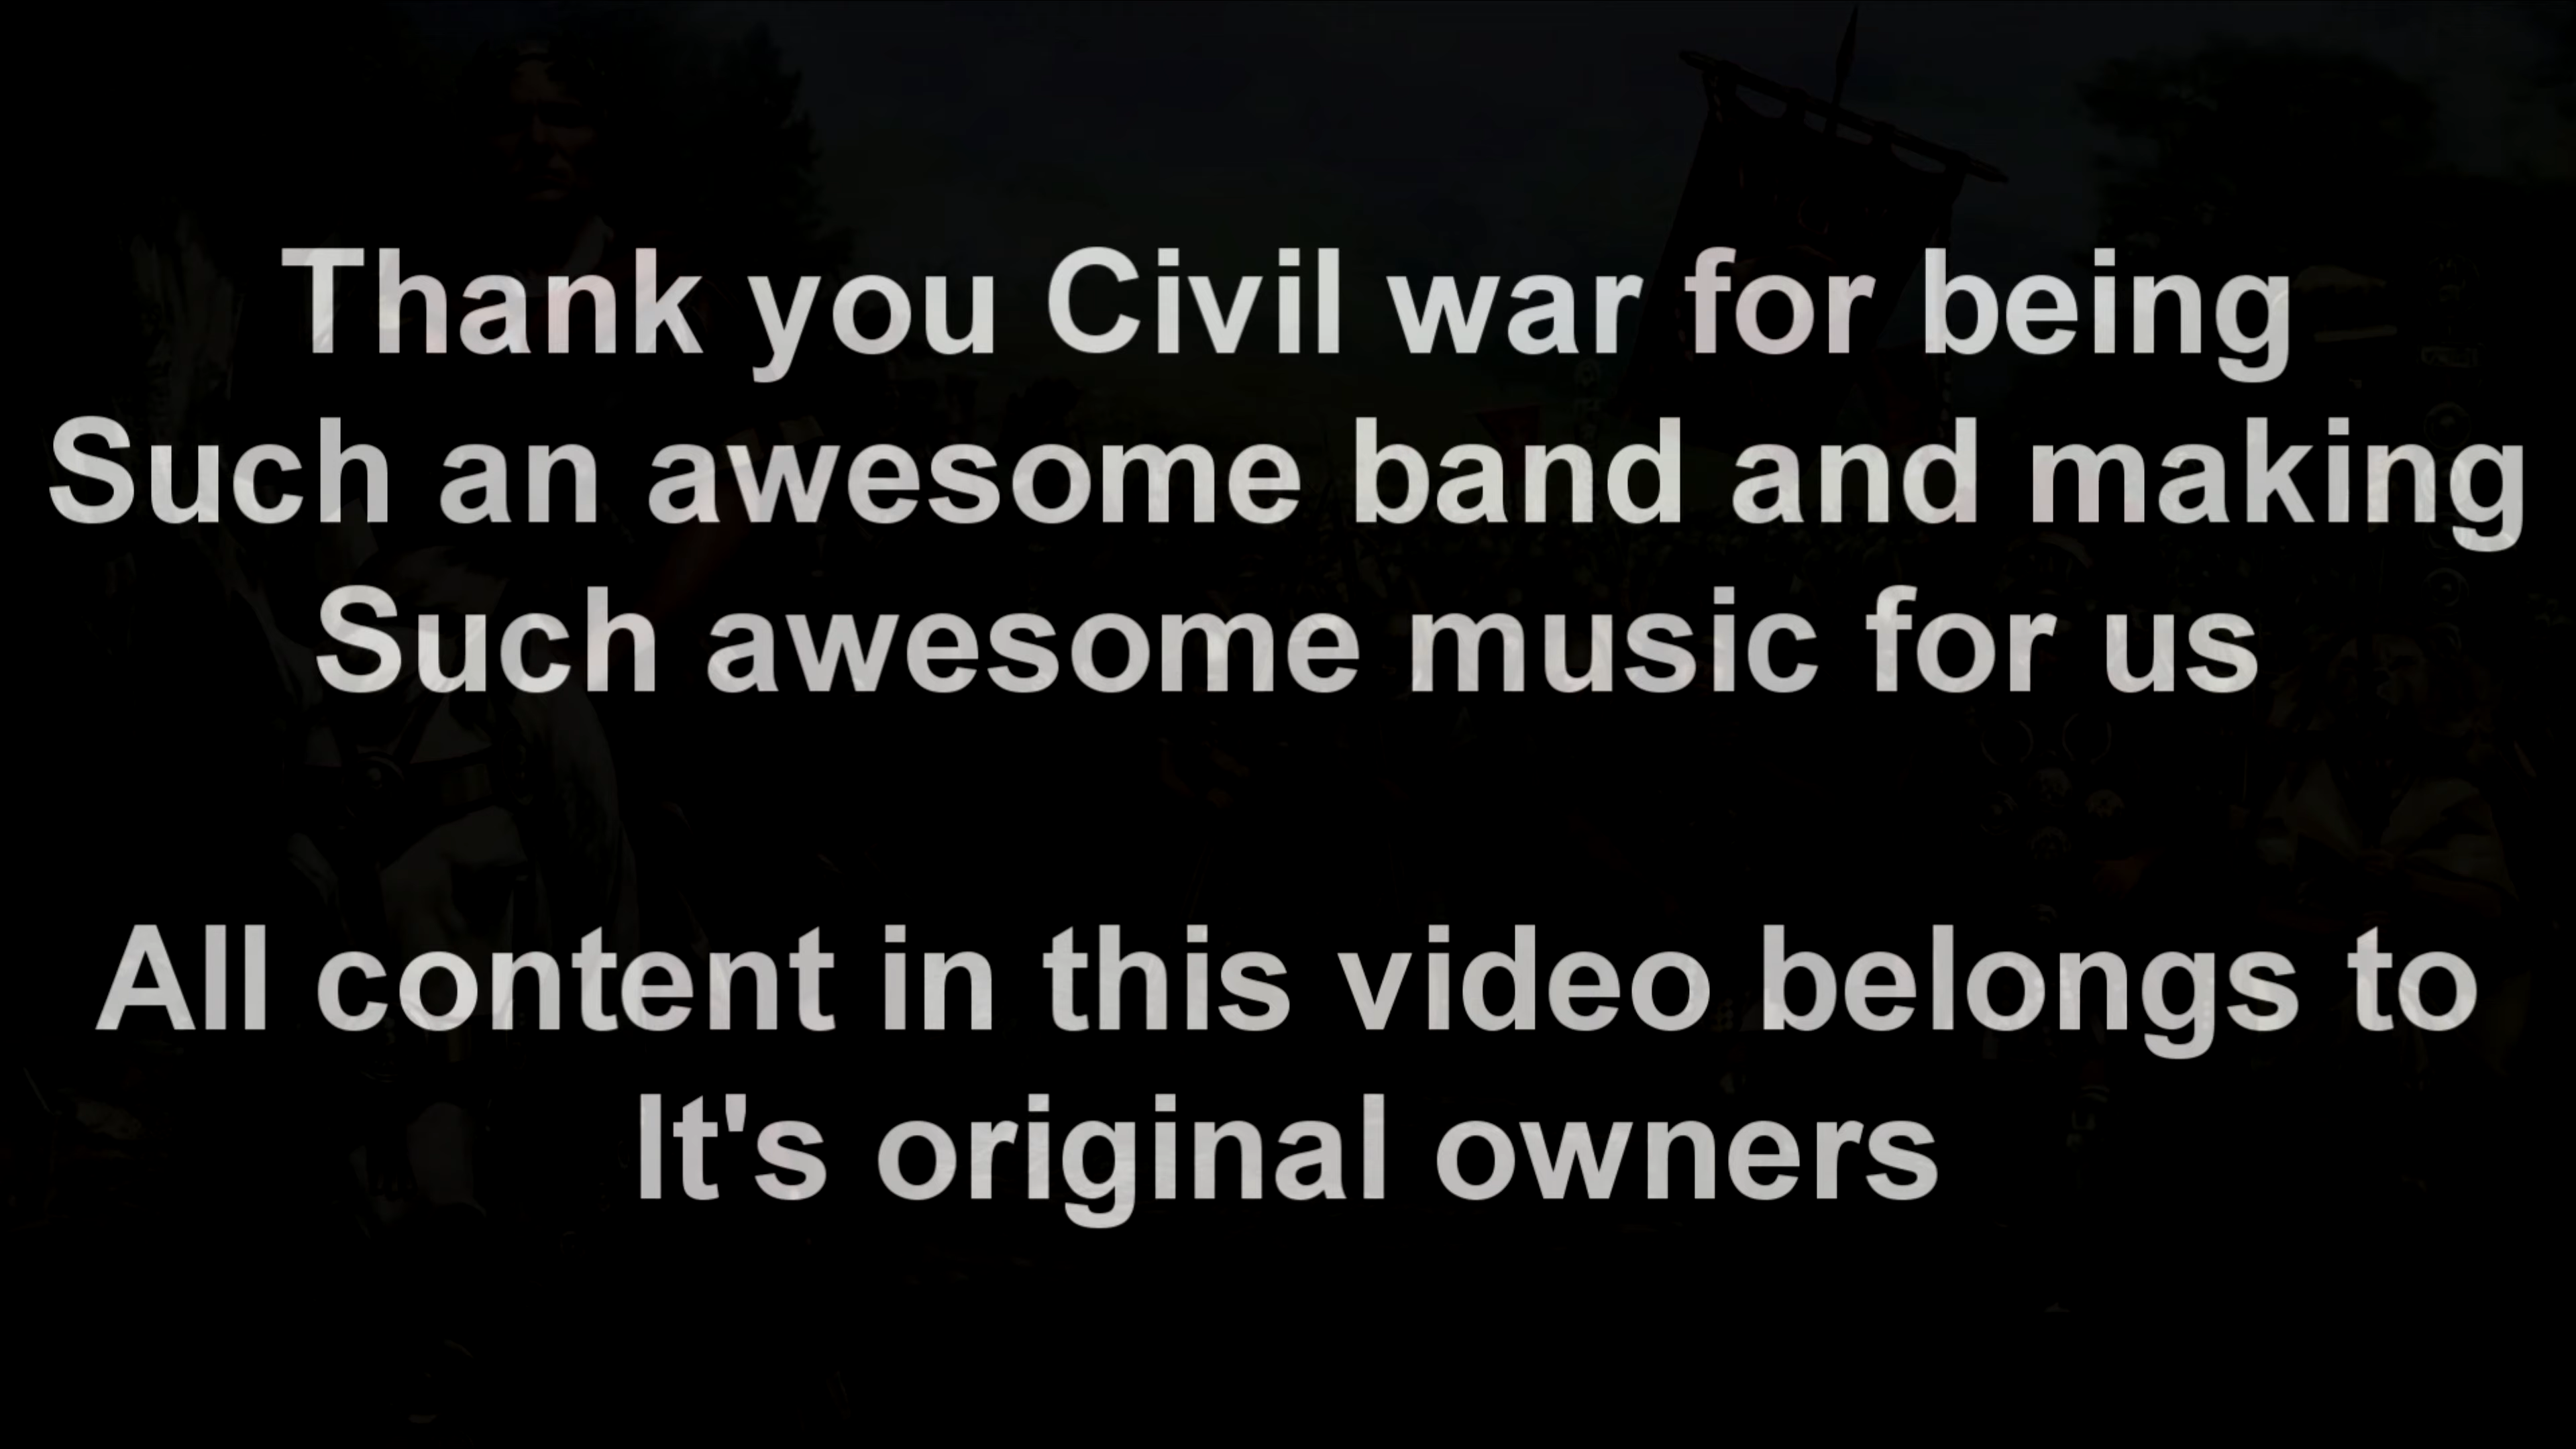 Thank you Civil war for being
Such an awesome band and making
Such awesome music for us
All content in this video belongs to
It's original owners